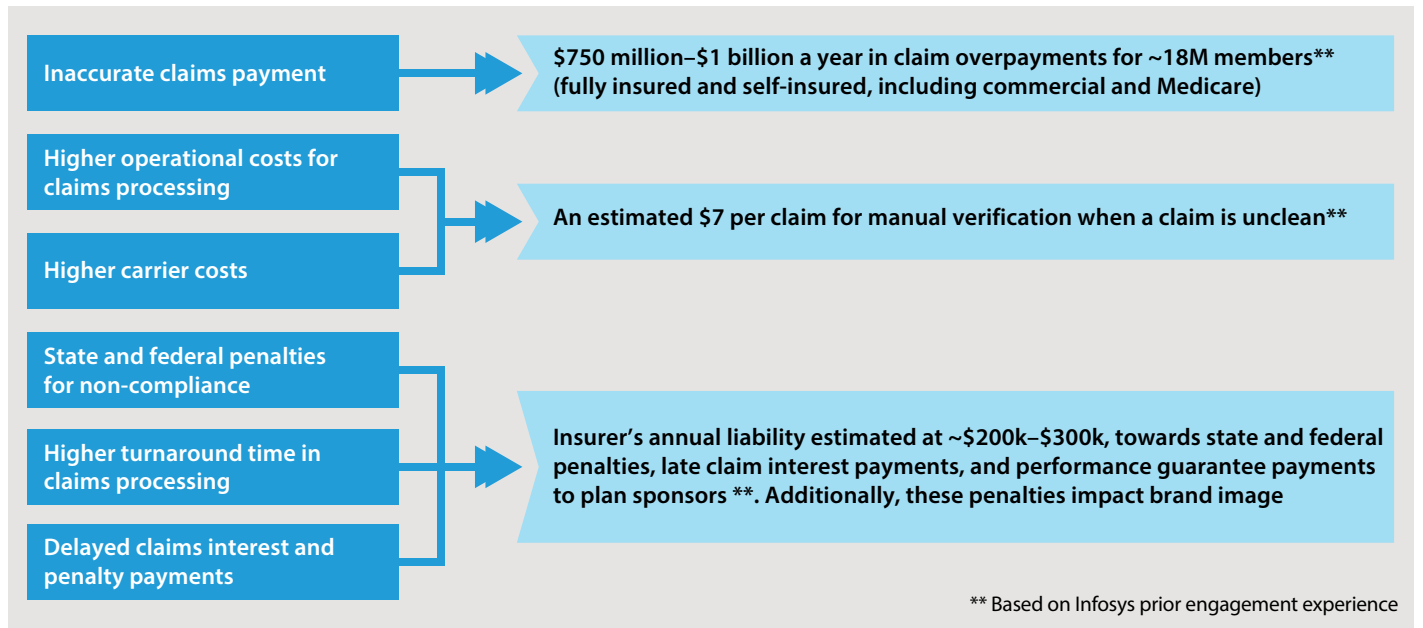 Inaccurate claims payment
$750 million–$1 billion a year in claim overpayments for ~18M members**
(fully insured and self-insured, including commercial and Medicare)
Higher operational costs for
claims processing
Higher carrier costs
An estimated $7 per claim for manual verification when a claim is unclean**
State and federal penalties
for non-compliance
Higher turnaround time in
claims processing
Delayed claims interest and
penalty payments
Insurer’s annual liability estimated at ~$200k–$300k, towards state and federal
penalties, late claim interest payments, and performance guarantee payments
to plan sponsors **. Additionally, these penalties impact brand image
** Based on Infosys prior engagement experience